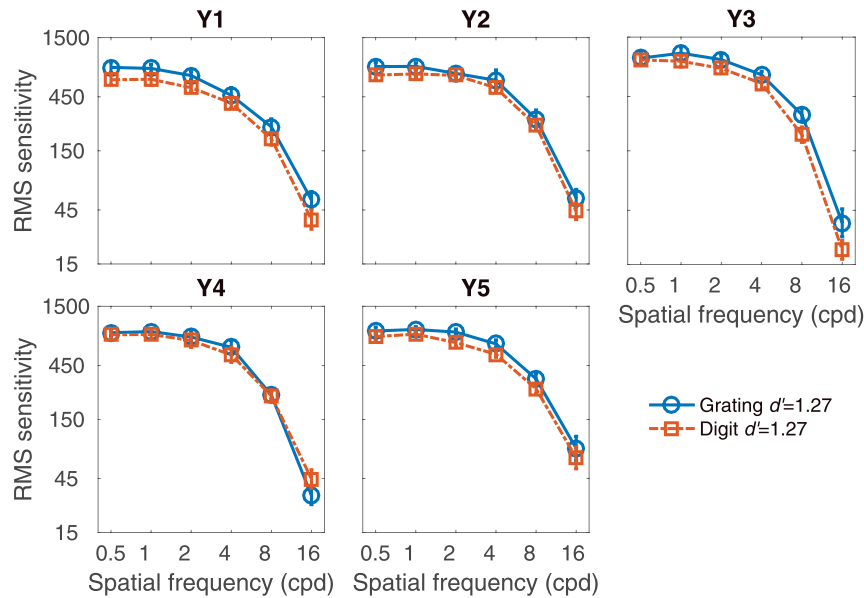 Y1
Y2
Y3
RMS sensitivity
1500
450
150
45
15
0.5 1 2 4 8 16
Spatial frequency (cpd)
Y4
Y5
RMS sensitivity
1500
450
150
45
15
0.5 1 2 4 8 16
Spatial frequency (cpd)
0.5 1 2 4 8 16
Spatial frequency (cpd)
Grating d'=1.27
Digit d'=1.27